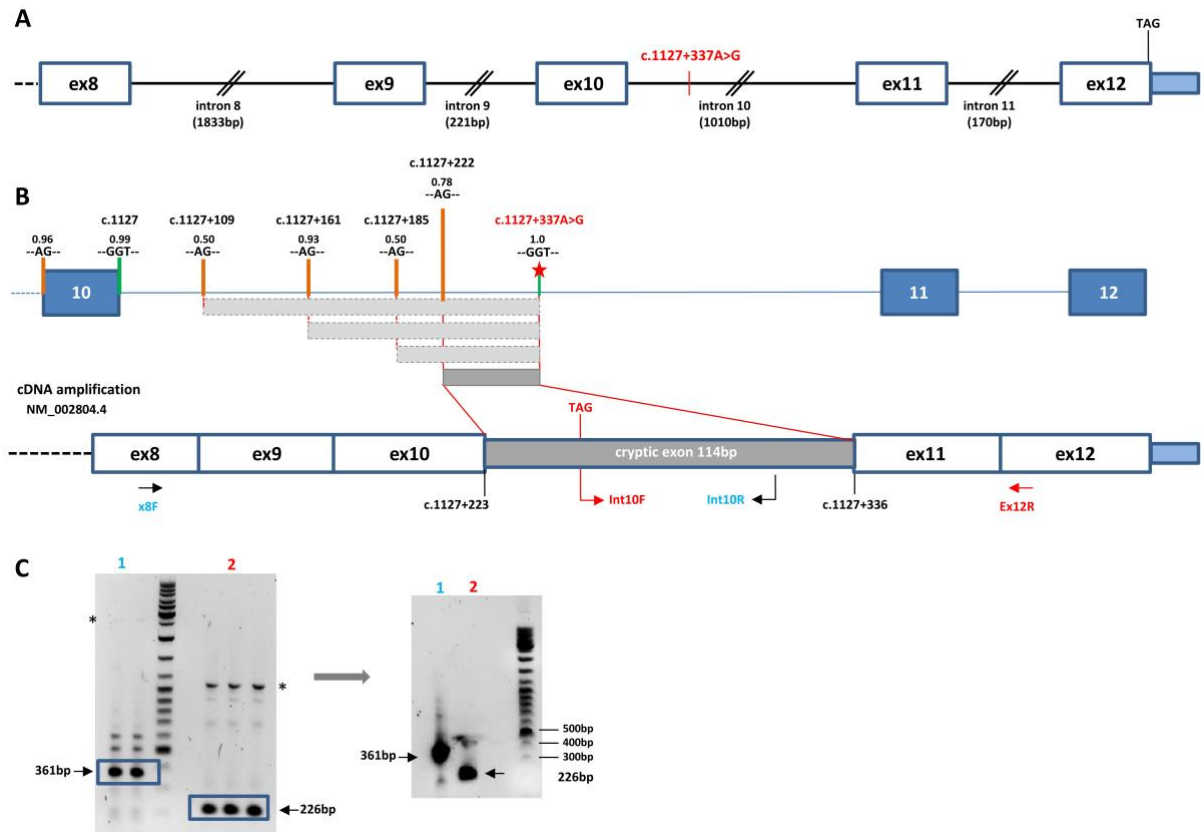 A
TAG
c.1127+337A>G
ex8
ex9
ex10
ex11
ex12
intron 8
(1833bp)
intron 9
(221bp)
intron 10
(1010bp)
intron 11
(170bp)
B
c.1127+222
0.78
--AG--
c.1127
c.1127+109
c.1127+161
c.1127+185
c.1127+337A>G
0.96
0.99
0.50
0.93
0.50
1.0
--AG--
--GGT--
--AG--
--AG--
--AG--
--GGT--
10
11
12
cDNA amplification
NM_002804.4
TAG
ex8
ex9
ex10
cryptic exon 114bp
ex11
ex12
x8F
c.1127+223
Int10F
Int10R
c.1127+336
Ex12R
C
1
2
*
*
361bp
226bp
1
2
500bp
400bp
300bp
361bp
226bp